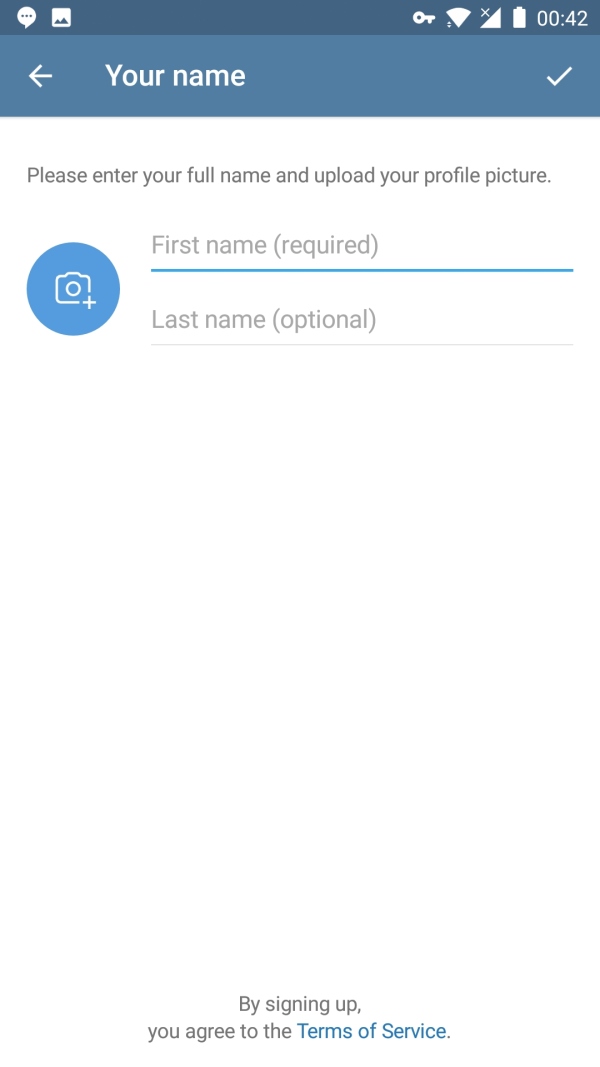 00:42
Your name
Please enter your full name and upload your profile picture.
First name (required)
Last name (optional)
By signing up,
you agree to the Terms of Service.